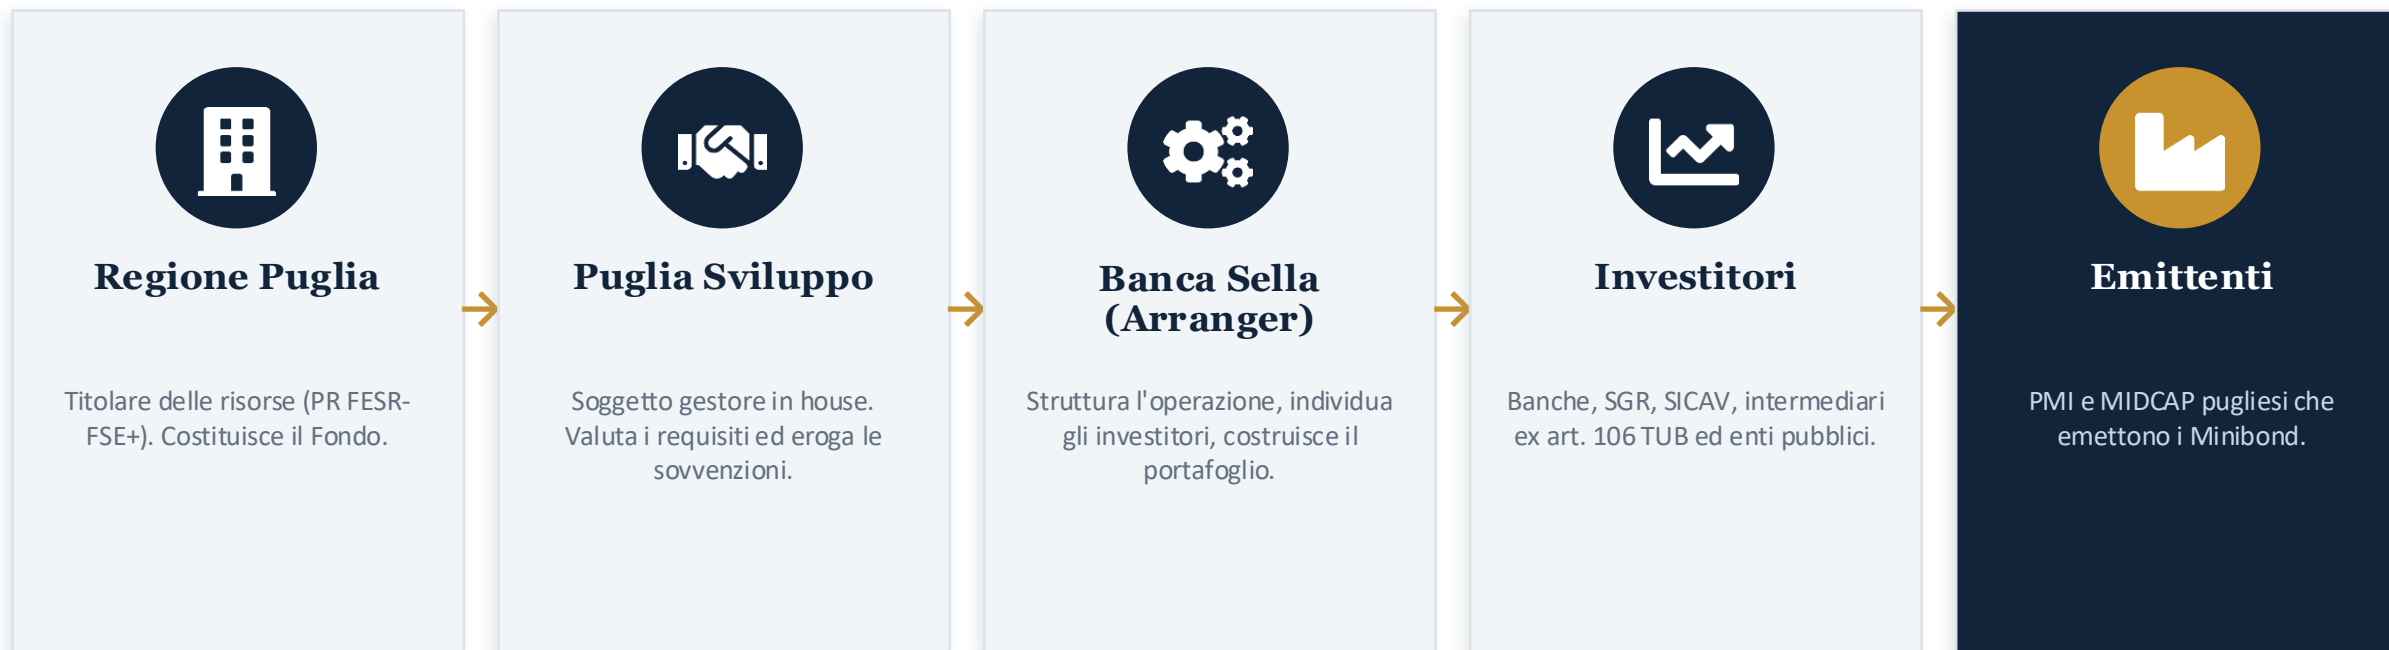 Regione Puglia
Titolare delle risorse (PR FESR-
FSE+). Costituisce il Fondo.
Puglia Sviluppo
Soggetto gestore in house.
Valuta i requisiti ed eroga le
sovvenzioni.
Banca Sella
(Arranger)
Struttura l'operazione, individua
gli investitori, costruisce il
portafoglio.
Investitori
Banche, SGR, SICAV, intermediari
ex art. 106 TUB ed enti pubblici.
Emittenti
PMI e MIDCAP pugliesi che
emettono i Minibond.